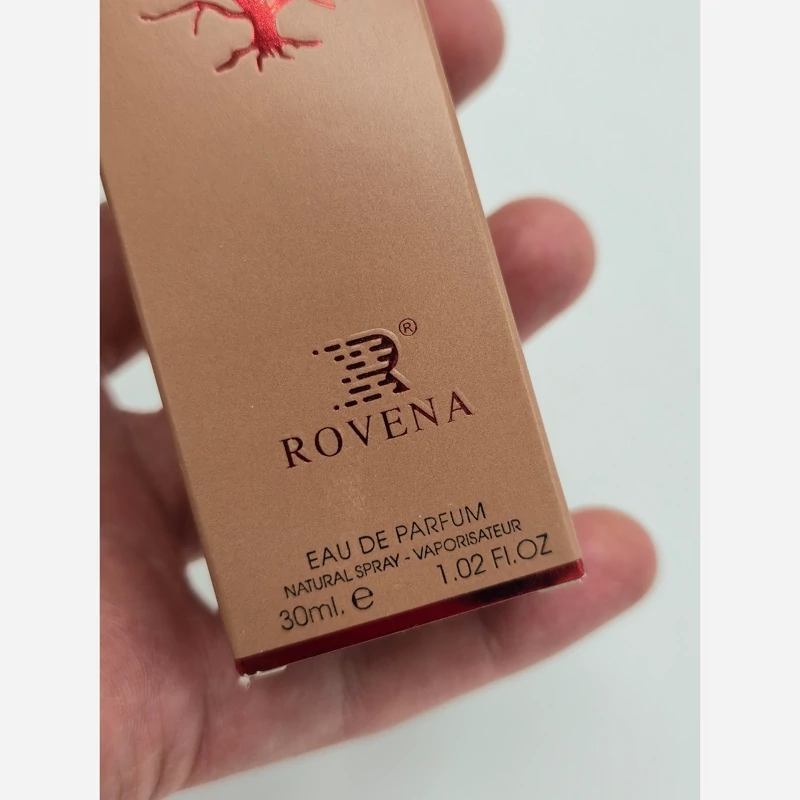 R ®
ROVENA
EAU DE PARFUM
NATURAL SPRAY - VAPORISATEUR
30ml. ℮ 1.02 Fl.OZ